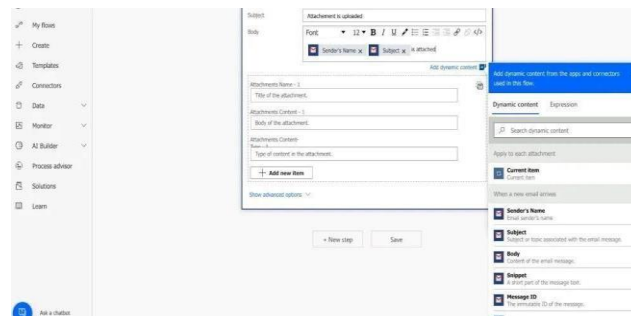 My flows
Create
Templates
Connectors
Data
Monitor
AI Builder
Process advisor
Solutions
Learn
Ask a chatbot
Subject
Attachement is uploaded
Body
Font 12 B I U
Sender's Name x Subject x is attached
Add dynamic content
Attachments Name - 1
Title of the attachment.
Attachments Content - 1
Body of the attachment.
Attachments Content-
Type of content in the attachment.
+ Add new item
Show advanced options
+ New step Save
Add dynamic content from the apps and connectors
used in this flow.
Dynamic content Expression
Search dynamic content
Apply to each attachment
Current item
Current item
When a new email arrives
Sender's Name
Email sender's name.
Subject
Subject or topic associated with the email message.
Body
Content of the email message.
Snippet
A short part of the message text.
Message ID
The immutable ID of the message.